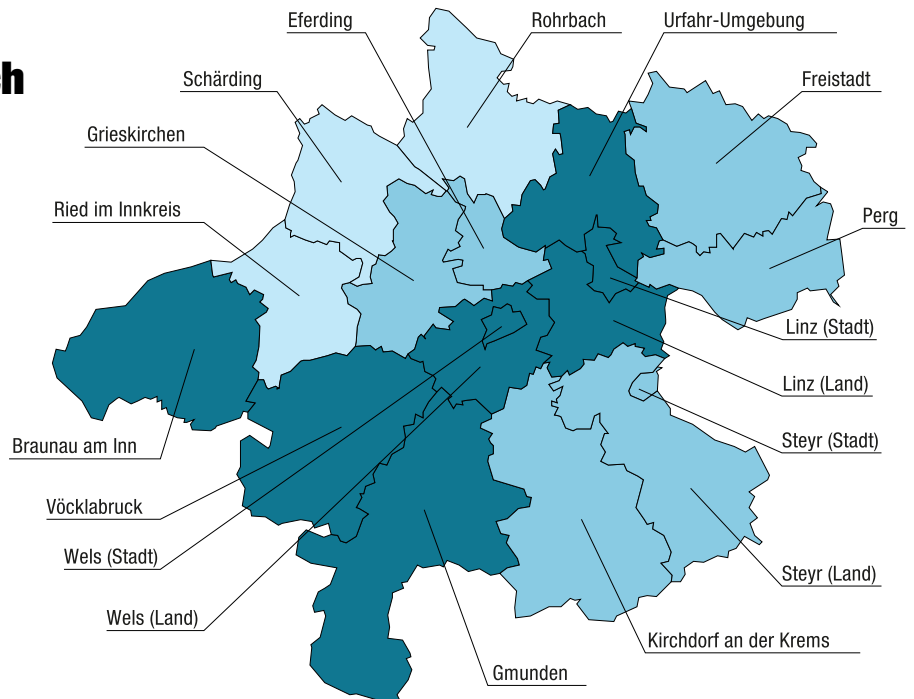 ch
Eferding
Rohrbach
Urfahr-Umgebung
Schärding
Freistadt
Grieskirchen
Ried im Innkreis
Perg
Linz (Stadt)
Linz (Land)
Braunau am Inn
Steyr (Stadt)
Vöcklabruck
Wels (Stadt)
Steyr (Land)
Wels (Land)
Kirchdorf an der Krems
Gmunden